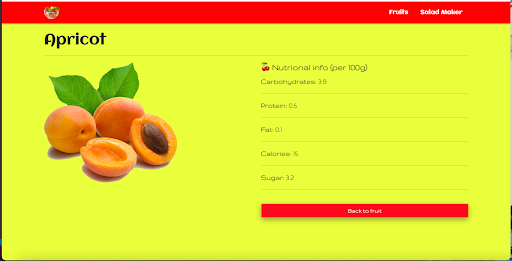 Fruits Salad Maker
Apricot
Nutrional info (per 100g)
Carbohydrates: 3.9
Protein: 0.5
Fat: 0.1
Calories: 15
Sugar: 3.2
Back to fruit